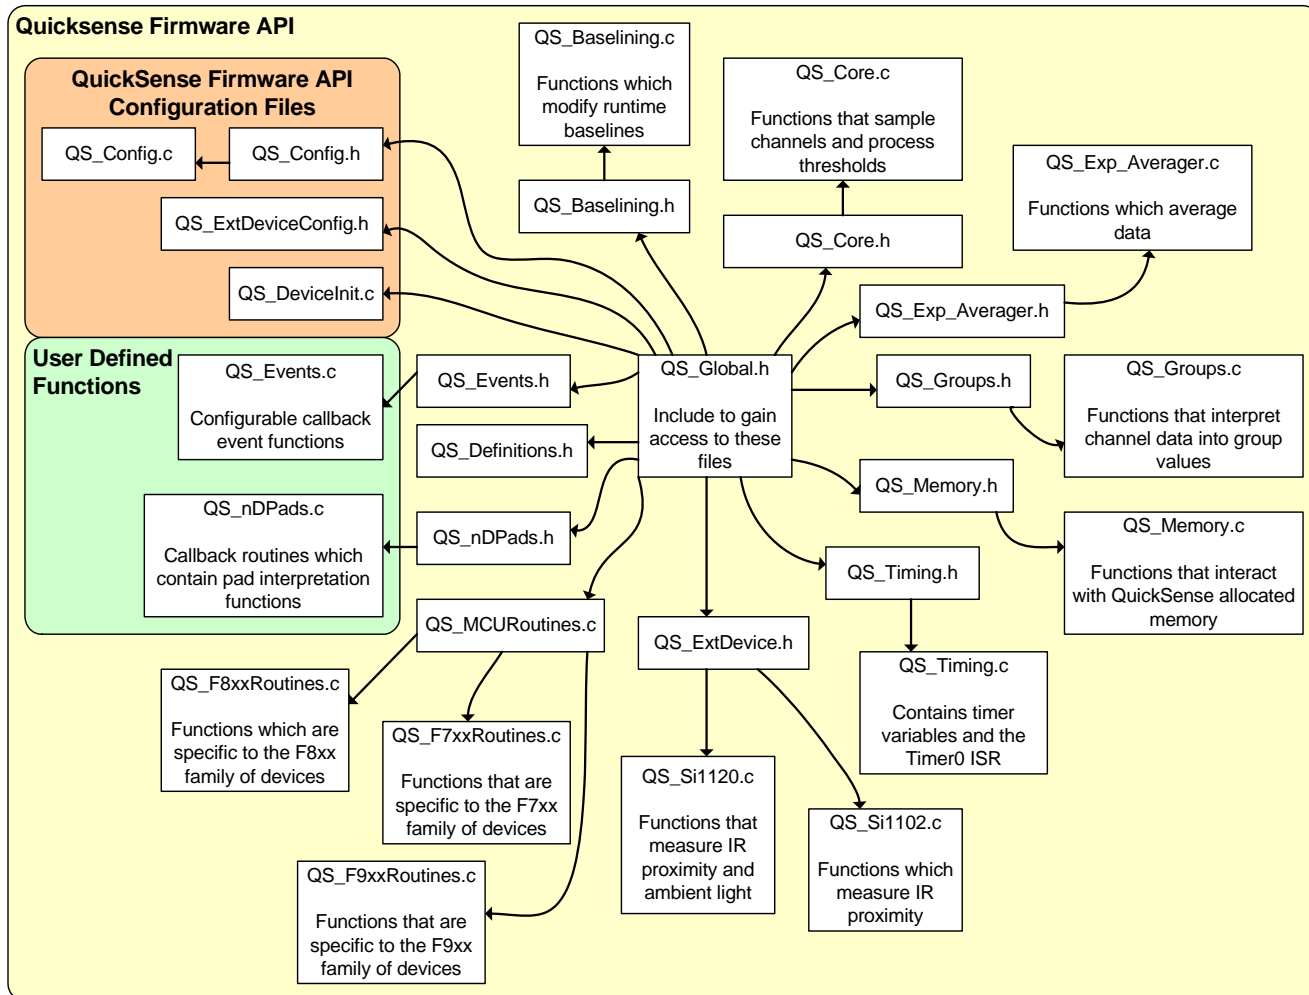 Quicksense Firmware API
QuickSense Firmware API
Configuration Files
QS_Config.c
QS_Config.h
QS_ExtDeviceConfig.h
QS_DeviceInit.c
User Defined
Functions
QS_Events.c
Configurable callback
event functions
QS_nDPads.c
Callback routines which
contain pad interpretation
functions
QS_Baselining.c
Functions which
modify runtime
baselines
QS_Baselining.h
QS_Core.c
Functions that sample
channels and process
thresholds
QS_Core.h
QS_Exp_Averager.c
Functions which average
data
QS_Exp_Averager.h
QS_Events.h
QS_Definitions.h
QS_nDPads.h
QS_Global.h
Include to gain
access to these
files
QS_Groups.h
QS_Groups.c
Functions that interpret
channel data into group
values
QS_Memory.h
QS_Memory.c
Functions that interact
with QuickSense allocated
memory
QS_Timing.h
QS_Timing.c
Contains timer
variables and the
Timer0 ISR
QS_MCURoutines.c
QS_ExtDevice.h
QS_F8xxRoutines.c
Functions which are
specific to the F8xx
family of devices
QS_F7xxRoutines.c
Functions that are
specific to the F7xx
family of devices
QS_F9xxRoutines.c
Functions that are
specific to the F9xx
family of devices
QS_Si1120.c
Functions that
measure IR
proximity and
ambient light
QS_Si1102.c
Functions which
measure IR
proximity